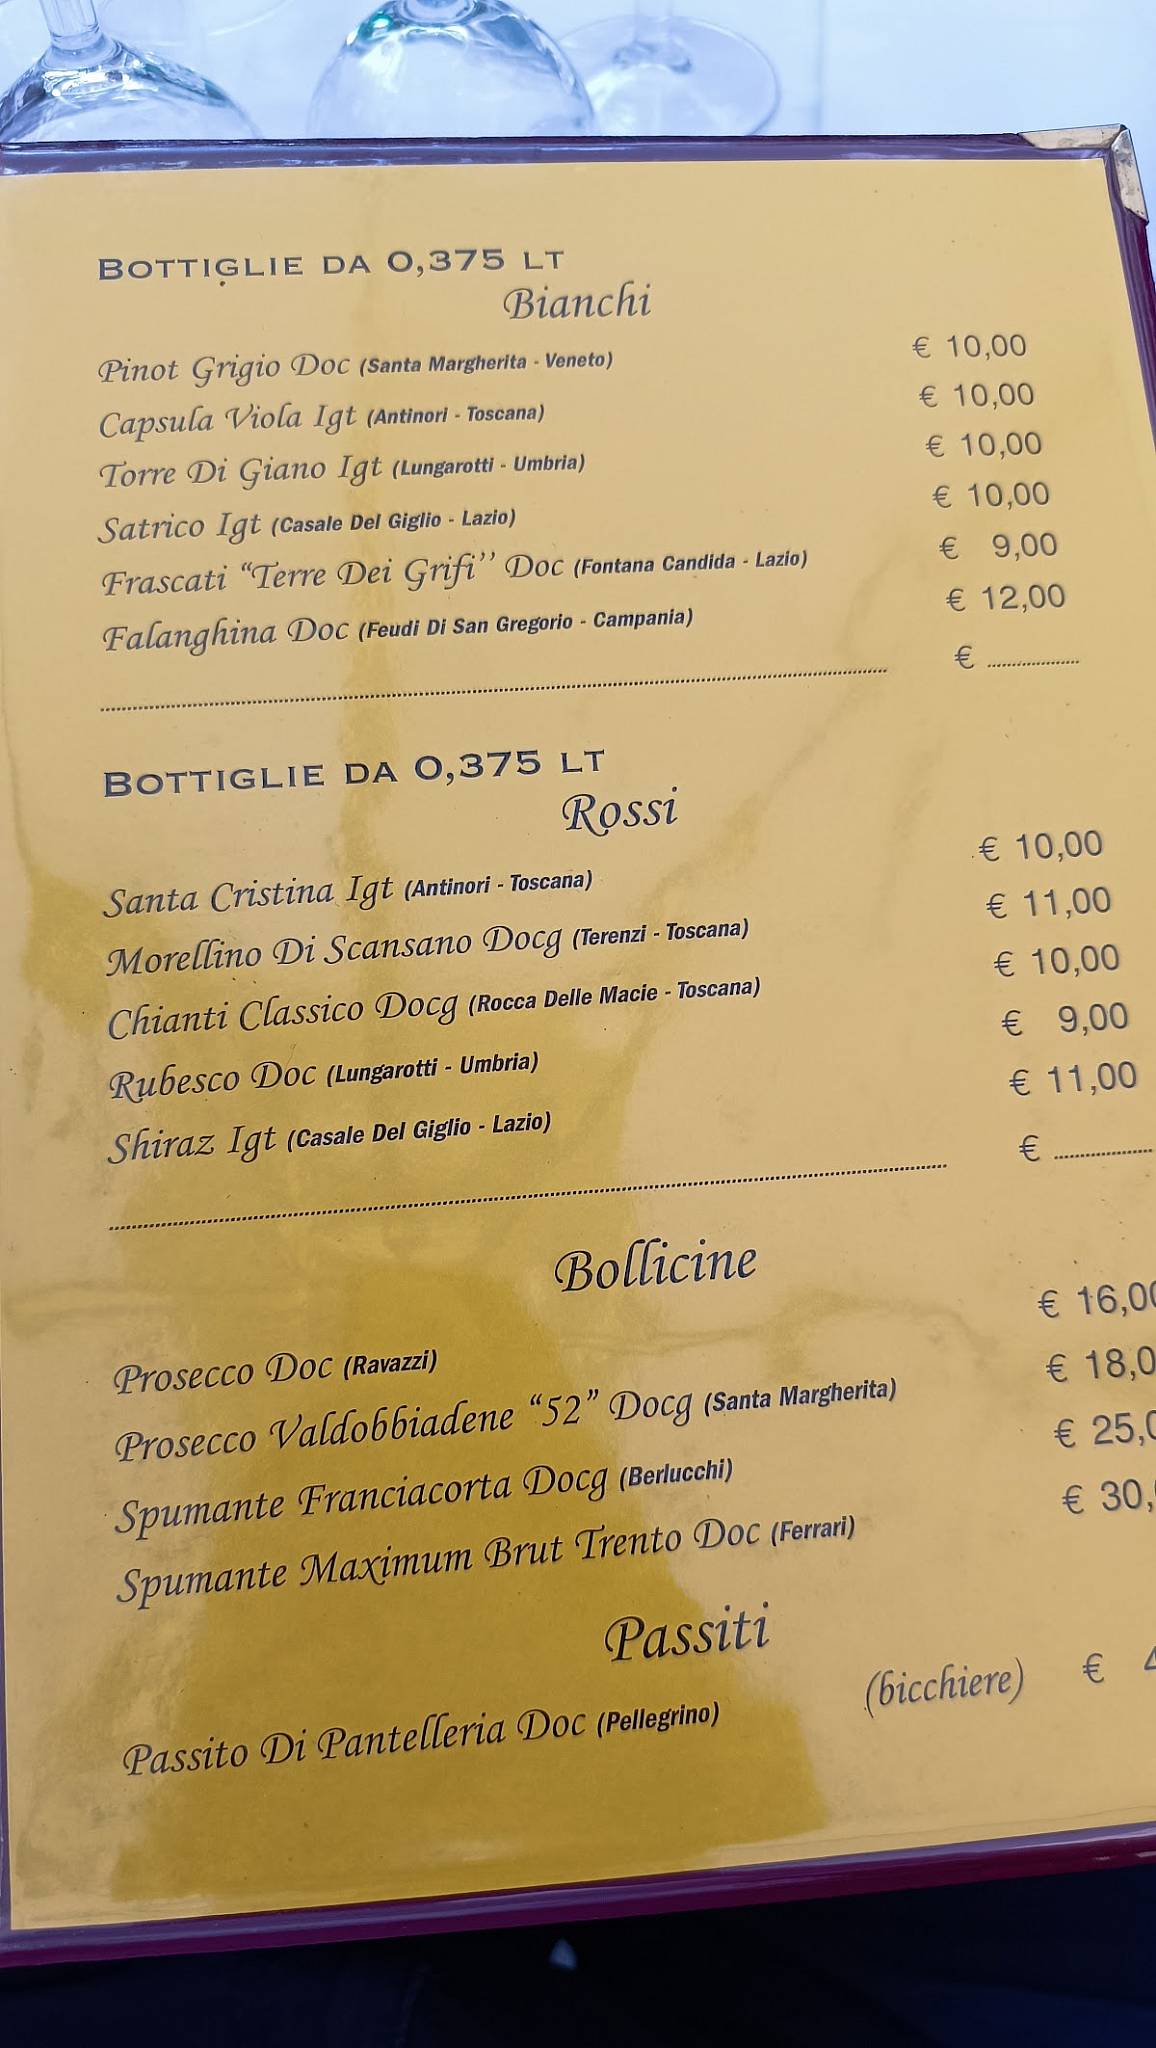 BOTTIGLIE DA 0,375 LT
Bianchi
Pinot Grigio Doc (Santa Margherita - Veneto) € 10,00
Capsula Viola Igt (Antinori - Toscana) € 10,00
Torre Di Giano Igt (Lungarotti - Umbria) € 10,00
Satrico Igt (Casale Del Giglio - Lazio) € 10,00
Frascati “Terre Dei Grifi’’ Doc (Fontana Candida - Lazio) € 9,00
Falanghina Doc (Feudi Di San Gregorio - Campania) € 12,00
€
BOTTIGLIE DA 0,375 LT
Rossi
Santa Cristina Igt (Antinori - Toscana) € 10,00
Morellino Di Scansano Docg (Terenzi - Toscana) € 11,00
Chianti Classico Docg (Rocca Delle Macie - Toscana) € 10,00
Rubesco Doc (Lungarotti - Umbria) € 9,00
Shiraz Igt (Casale Del Giglio - Lazio) € 11,00
€
Bollicine
Prosecco Doc (Ravazzi) € 16,00
Prosecco Valdobbiadene “52” Docg (Santa Margherita) € 18,0
Spumante Franciacorta Docg (Berlucchi) € 25,
Spumante Maximum Brut Trento Doc (Ferrari) € 30,
Passiti
Passito Di Pantelleria Doc (Pellegrino) (bicchiere) €